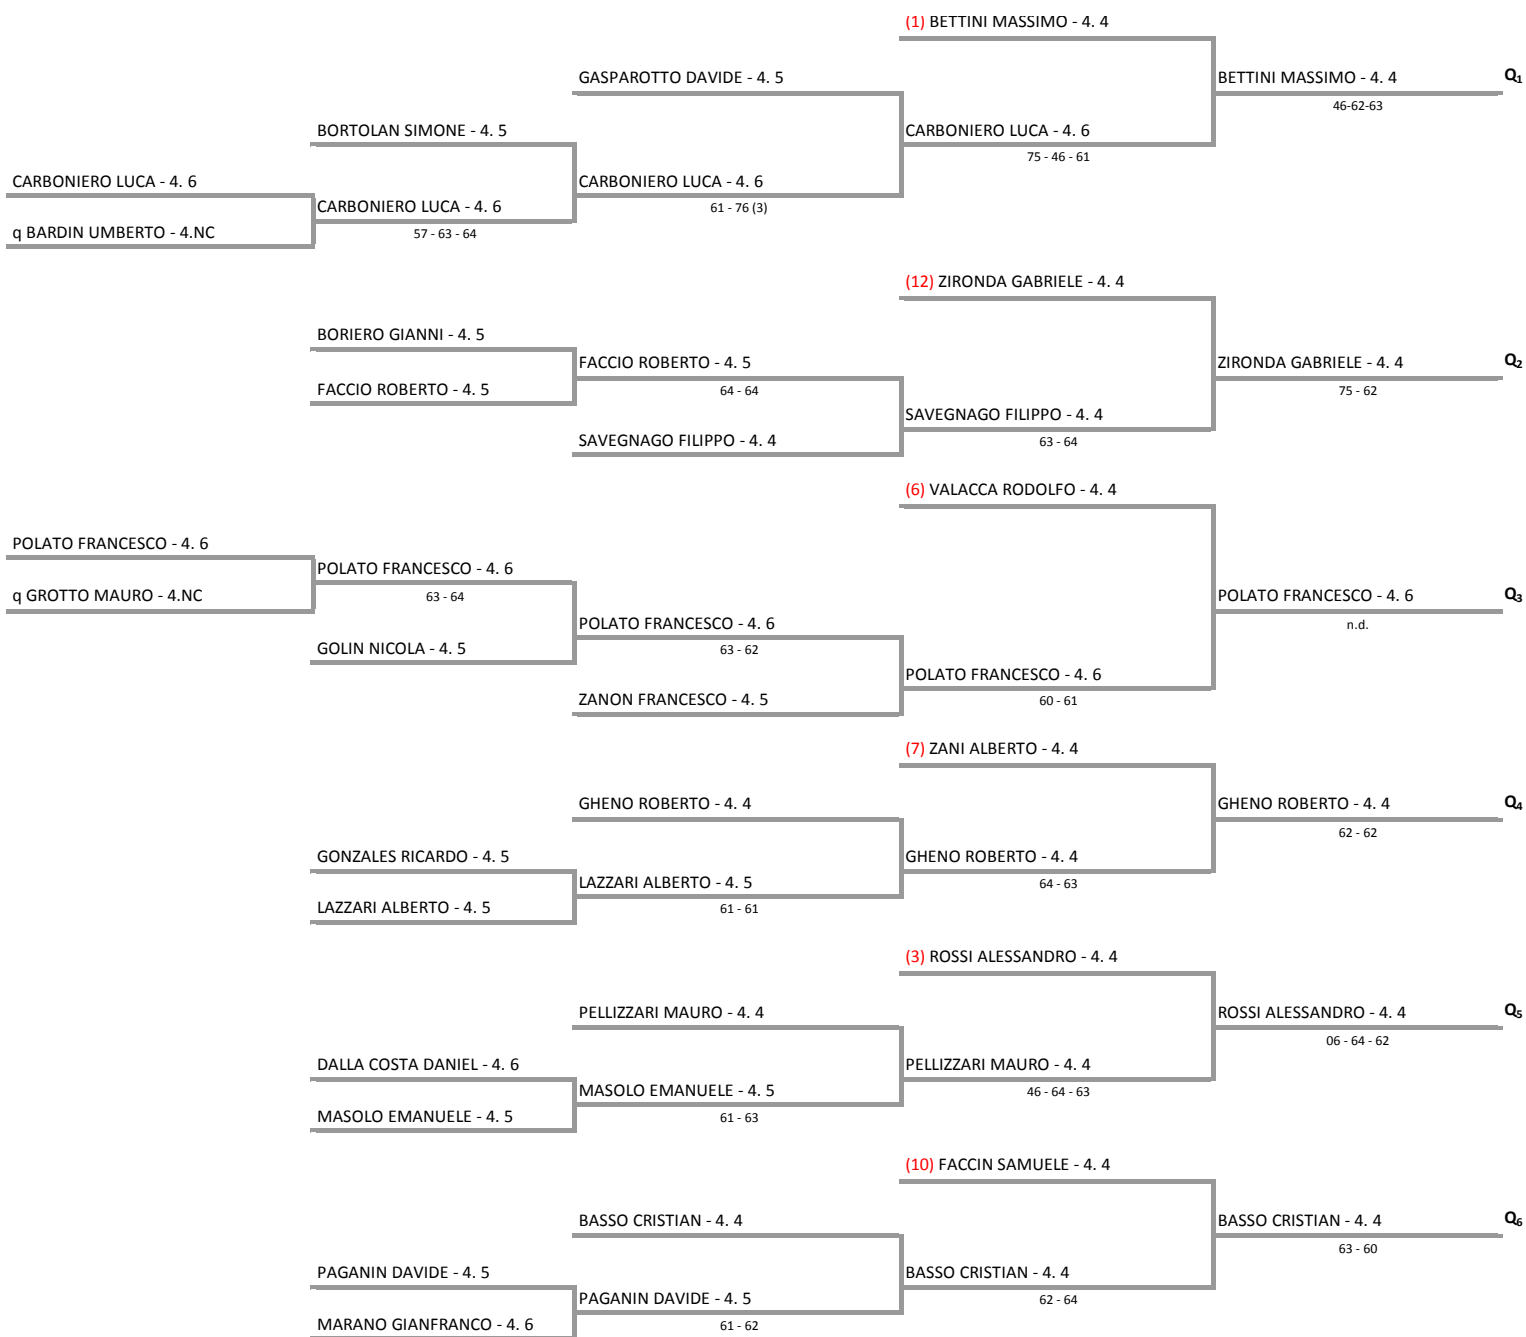 (1) BETTINI MASSIMO - 4. 4
GASPAROTTO DAVIDE - 4. 5
BETTINI MASSIMO - 4. 4
Q1
46-62-63
BORTOLAN SIMONE - 4. 5
CARBONIERO LUCA - 4. 6
75 - 46 - 61
CARBONIERO LUCA - 4. 6
CARBONIERO LUCA - 4. 6
61 - 76 (3)
CARBONIERO LUCA - 4. 6
57 - 63 - 64
q BARDIN UMBERTO - 4.NC
(12) ZIRONDA GABRIELE - 4. 4
BORIERO GIANNI - 4. 5
FACCIO ROBERTO - 4. 5
64 - 64
ZIRONDA GABRIELE - 4. 4
Q2
75 - 62
FACCIO ROBERTO - 4. 5
SAVEGNAGO FILIPPO - 4. 4
63 - 64
SAVEGNAGO FILIPPO - 4. 4
(6) VALACCA RODOLFO - 4. 4
POLATO FRANCESCO - 4. 6
POLATO FRANCESCO - 4. 6
63 - 64
q GROTTO MAURO - 4.NC
POLATO FRANCESCO - 4. 6
Q3
n.d.
POLATO FRANCESCO - 4. 6
63 - 62
GOLIN NICOLA - 4. 5
POLATO FRANCESCO - 4. 6
60 - 61
ZANON FRANCESCO - 4. 5
(7) ZANI ALBERTO - 4. 4
GHENO ROBERTO - 4. 4
GHENO ROBERTO - 4. 4
Q4
62 - 62
GONZALES RICARDO - 4. 5
GHENO ROBERTO - 4. 4
64 - 63
LAZZARI ALBERTO - 4. 5
61 - 61
LAZZARI ALBERTO - 4. 5
(3) ROSSI ALESSANDRO - 4. 4
PELLIZZARI MAURO - 4. 4
ROSSI ALESSANDRO - 4. 4
Q5
06 - 64 - 62
DALLA COSTA DANIEL - 4. 6
PELLIZZARI MAURO - 4. 4
46 - 64 - 63
MASOLO EMANUELE - 4. 5
61 - 63
MASOLO EMANUELE - 4. 5
(10) FACCIN SAMUELE - 4. 4
BASSO CRISTIAN - 4. 4
BASSO CRISTIAN - 4. 4
Q6
63 - 60
PAGANIN DAVIDE - 4. 5
BASSO CRISTIAN - 4. 4
62 - 64
PAGANIN DAVIDE - 4. 5
61 - 62
MARANO GIANFRANCO - 4. 6